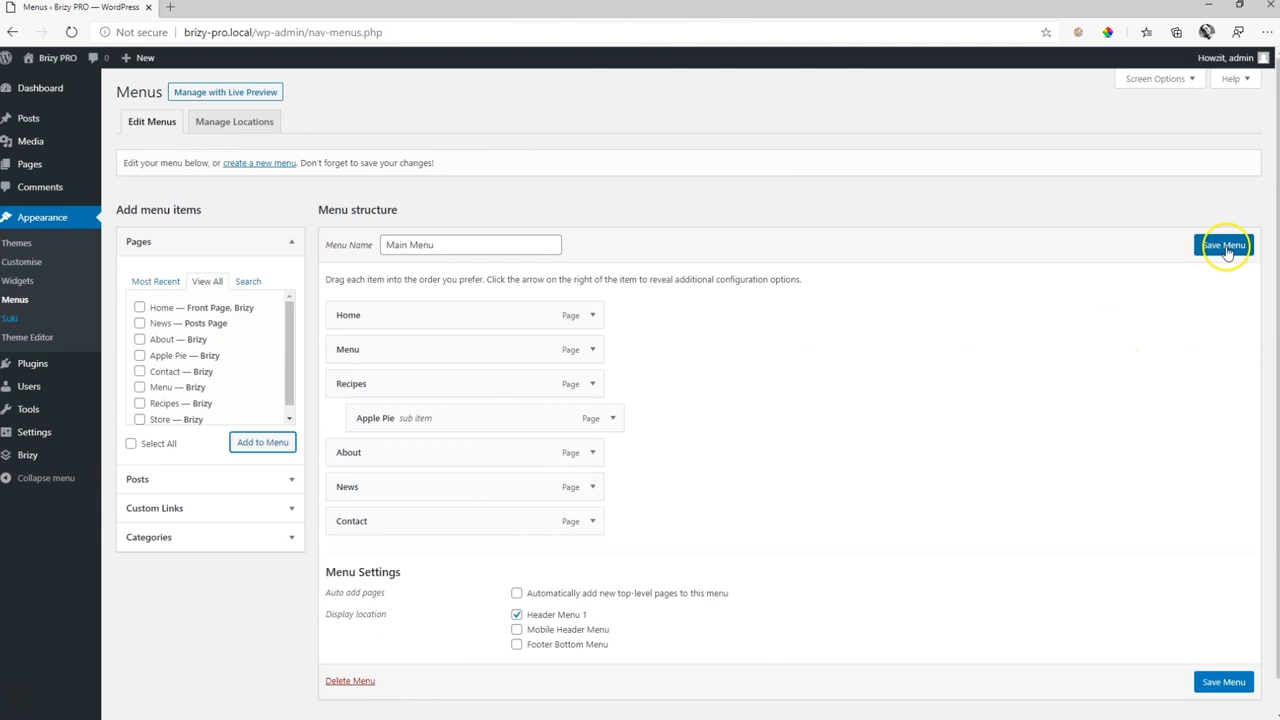 Menus ‹ Brizy PRO — WordPress
Not secure
brizy-pro.local/wp-admin/nav-menus.php
Brizy PRO
0
New
Howzit, admin
Dashboard
Posts
Media
Pages
Comments
Appearance
Themes
Customise
Widgets
Menus
Suki
Theme Editor
Plugins
Users
Tools
Settings
Brizy
Collapse menu
Screen Options
Help
Menus
Manage with Live Preview
Edit Menus
Manage Locations
Edit your menu below, or create a new menu. Don't forget to save your changes!
Add menu items
Pages
Most Recent
View All
Search
Home — Front Page, Brizy
News — Posts Page
About — Brizy
Apple Pie — Brizy
Contact — Brizy
Menu — Brizy
Recipes — Brizy
Store — Brizy
Select All
Add to Menu
Posts
Custom Links
Categories
Menu structure
Menu Name
Main Menu
Save Menu
Drag each item into the order you prefer. Click the arrow on the right of the item to reveal additional configuration options.
Home Page
Menu Page
Recipes Page
Apple Pie sub item Page
About Page
News Page
Contact Page
Menu Settings
Auto add pages
Automatically add new top-level pages to this menu
Display location
Header Menu 1
Mobile Header Menu
Footer Bottom Menu
Delete Menu
Save Menu